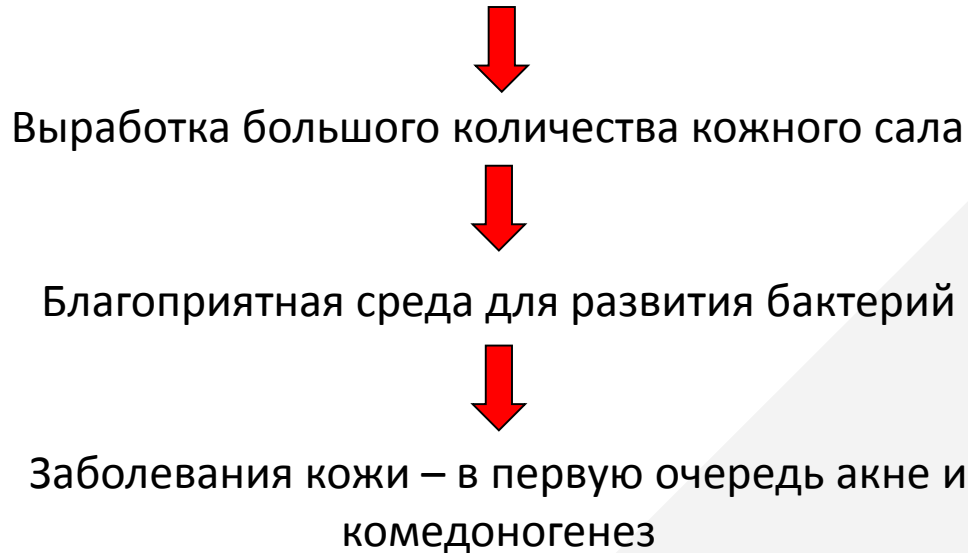 Выработка большого количества кожного сала
Благоприятная среда для развития бактерий
Заболевания кожи – в первую очередь акне и
комедоногенез